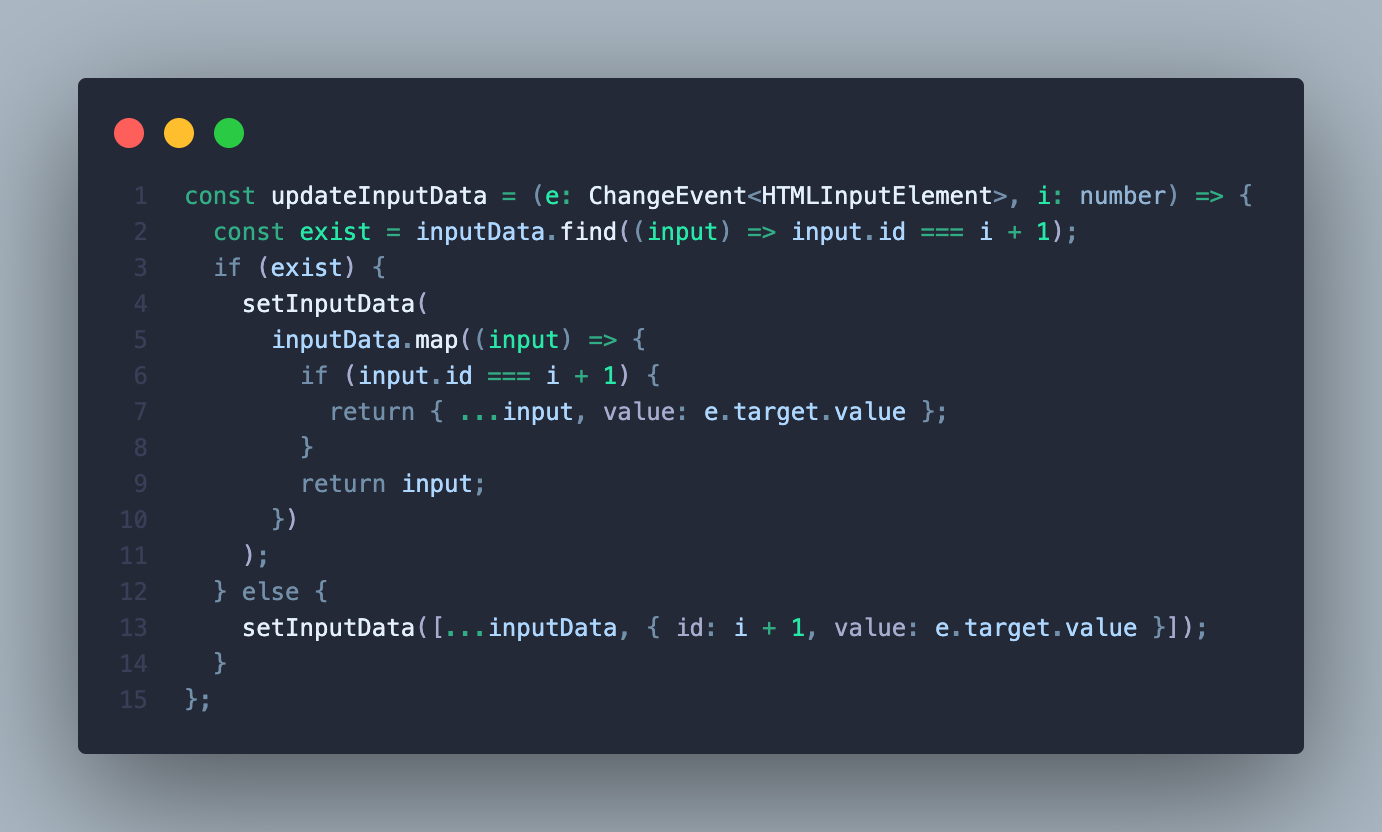 1 const updateInputData = (e: ChangeEvent<HTMLInputElement>, i: number) => {
2   const exist = inputData.find((input) => input.id === i + 1);
3   if (exist) {
4     setInputData(
5       inputData.map((input) => {
6         if (input.id === i + 1) {
7           return { ...input, value: e.target.value };
8         }
9         return input;
10       })
11     );
12   } else {
13     setInputData([...inputData, { id: i + 1, value: e.target.value }]);
14   }
15 };